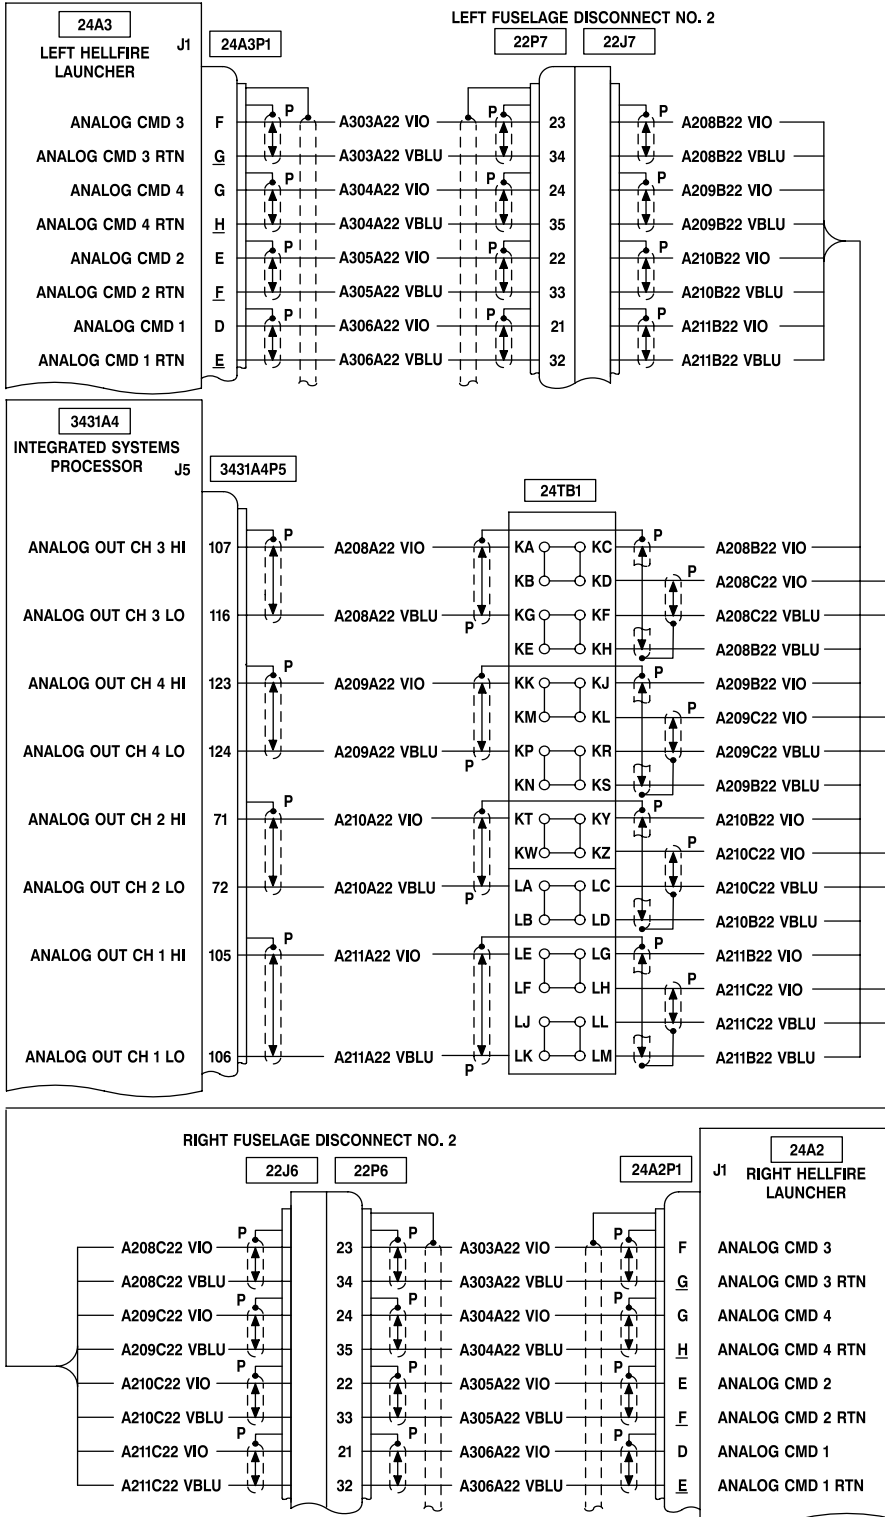 LEFT FUSELAGE DISCONNECT NO. 2
24A3 J1 24A3P1 22P7 22J7
LEFT HELLFIRE
LAUNCHER
ANALOG CMD 3 F P A303A22 VIO P 23 P A208B22 VIO
ANALOG CMD 3 RTN G A303A22 VBLU 34 A208B22 VBLU
ANALOG CMD 4 G P A304A22 VIO P 24 P A209B22 VIO
ANALOG CMD 4 RTN H A304A22 VBLU 35 A209B22 VBLU
ANALOG CMD 2 E P A305A22 VIO P 22 P A210B22 VIO
ANALOG CMD 2 RTN F A305A22 VBLU 33 A210B22 VBLU
ANALOG CMD 1 D P A306A22 VIO P 21 P A211B22 VIO
ANALOG CMD 1 RTN E A306A22 VBLU 32 A211B22 VBLU
3431A4
INTEGRATED SYSTEMS
PROCESSOR J5 3431A4P5
24TB1
ANALOG OUT CH 3 HI 107 P A208A22 VIO KA KC P A208B22 VIO
KB KD P A208C22 VIO
ANALOG OUT CH 3 LO 116 A208A22 VBLU P KG KF A208C22 VBLU
KE KH A208B22 VBLU
ANALOG OUT CH 4 HI 123 P A209A22 VIO KK KJ P A209B22 VIO
KM KL P A209C22 VIO
ANALOG OUT CH 4 LO 124 A209A22 VBLU P KP KR A209C22 VBLU
KN KS A209B22 VBLU
ANALOG OUT CH 2 HI 71 P A210A22 VIO KT KY P A210B22 VIO
KW KZ P A210C22 VIO
ANALOG OUT CH 2 LO 72 A210A22 VBLU P LA LC A210C22 VBLU
LB LD A210B22 VBLU
ANALOG OUT CH 1 HI 105 P A211A22 VIO LE LG P A211B22 VIO
LF LH P A211C22 VIO
LJ LL A211C22 VBLU
ANALOG OUT CH 1 LO 106 A211A22 VBLU P LK LM A211B22 VBLU
RIGHT FUSELAGE DISCONNECT NO. 2
22J6 22P6 24A2P1 J1 24A2
RIGHT HELLFIRE
LAUNCHER
A208C22 VIO P 23 P A303A22 VIO P F ANALOG CMD 3
A208C22 VBLU 34 A303A22 VBLU G ANALOG CMD 3 RTN
A209C22 VIO P 24 P A304A22 VIO P G ANALOG CMD 4
A209C22 VBLU 35 A304A22 VBLU H ANALOG CMD 4 RTN
A210C22 VIO P 22 P A305A22 VIO P E ANALOG CMD 2
A210C22 VBLU 33 A305A22 VBLU F ANALOG CMD 2 RTN
A211C22 VIO P 21 P A306A22 VIO P D ANALOG CMD 1
A211C22 VBLU 32 A306A22 VBLU E ANALOG CMD 1 RTN